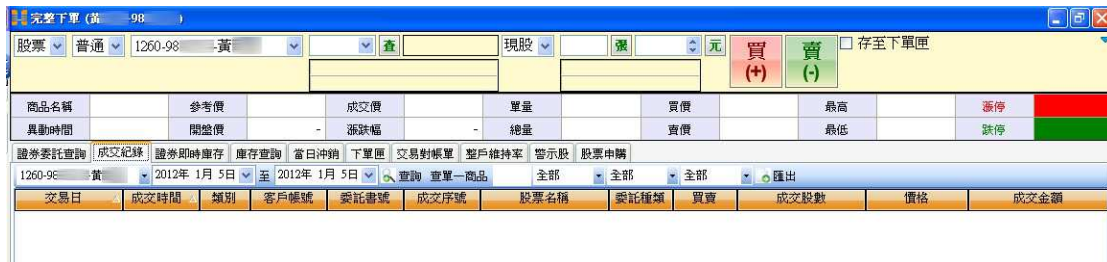 完整下單 (黃 -98 )
股票 普通 1260-98 -黃 查 現股 張 元 買(+) 賣(-) 存至下單匣
商品名稱 參考價 成交價 單量 買價 最高 漲停
異動時間 開盤價 - 漲跌幅 - 總量 賣價 最低 跌停
證券委託查詢 成交紀錄 證券即時庫存 庫存查詢 當日沖銷 下單匣 交易對帳單 整戶維持率 警示股 股票申購
1260-98 黃 2012年 1月 5日 至 2012年 1月 5日 查詢 查單一商品 全部 全部 全部 匯出
交易日 成交時間 類別 客戶帳號 委託書號 成交序號 股票名稱 委託種類 買賣 成交股數 價格 成交金額